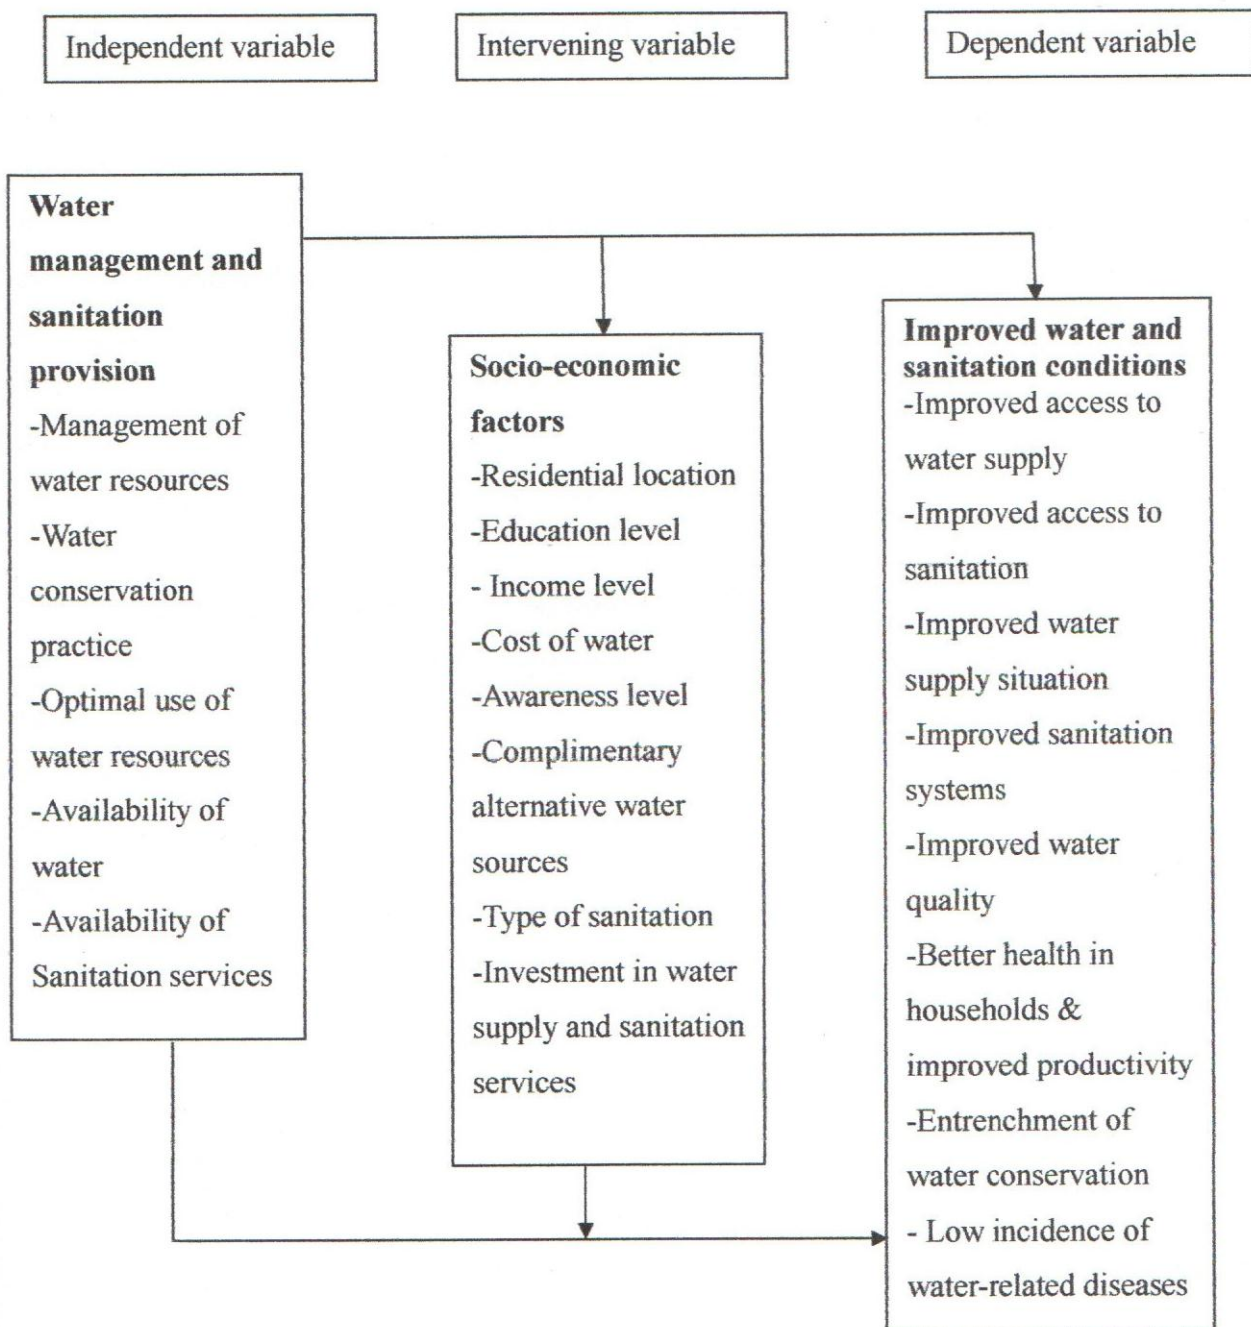 Independent variable
Intervening variable
Dependent variable
Water
management and
sanitation
provision
-Management of
water resources
-Water
conservation
practice
-Optimal use of
water resources
-Availability of
water
-Availability of
Sanitation services
Socio-economic
factors
-Residential location
-Education level
- Income level
-Cost of water
-Awareness level
-Complimentary
alternative water
sources
-Type of sanitation
-Investment in water
supply and sanitation
services
Improved water and
sanitation conditions
-Improved access to
water supply
-Improved access to
sanitation
-Improved water
supply situation
-Improved sanitation
systems
-Improved water
quality
-Better health in
households &
improved productivity
-Entrenchment of
water conservation
- Low incidence of
water-related diseases